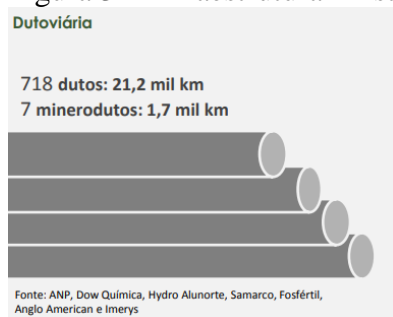 Dutoviária
718 dutos: 21,2 mil km
7 minerodutos: 1,7 mil km
Fonte: ANP, Dow Química, Hydro Alunorte, Samarco, Fosfértil,
Anglo American e Imerys